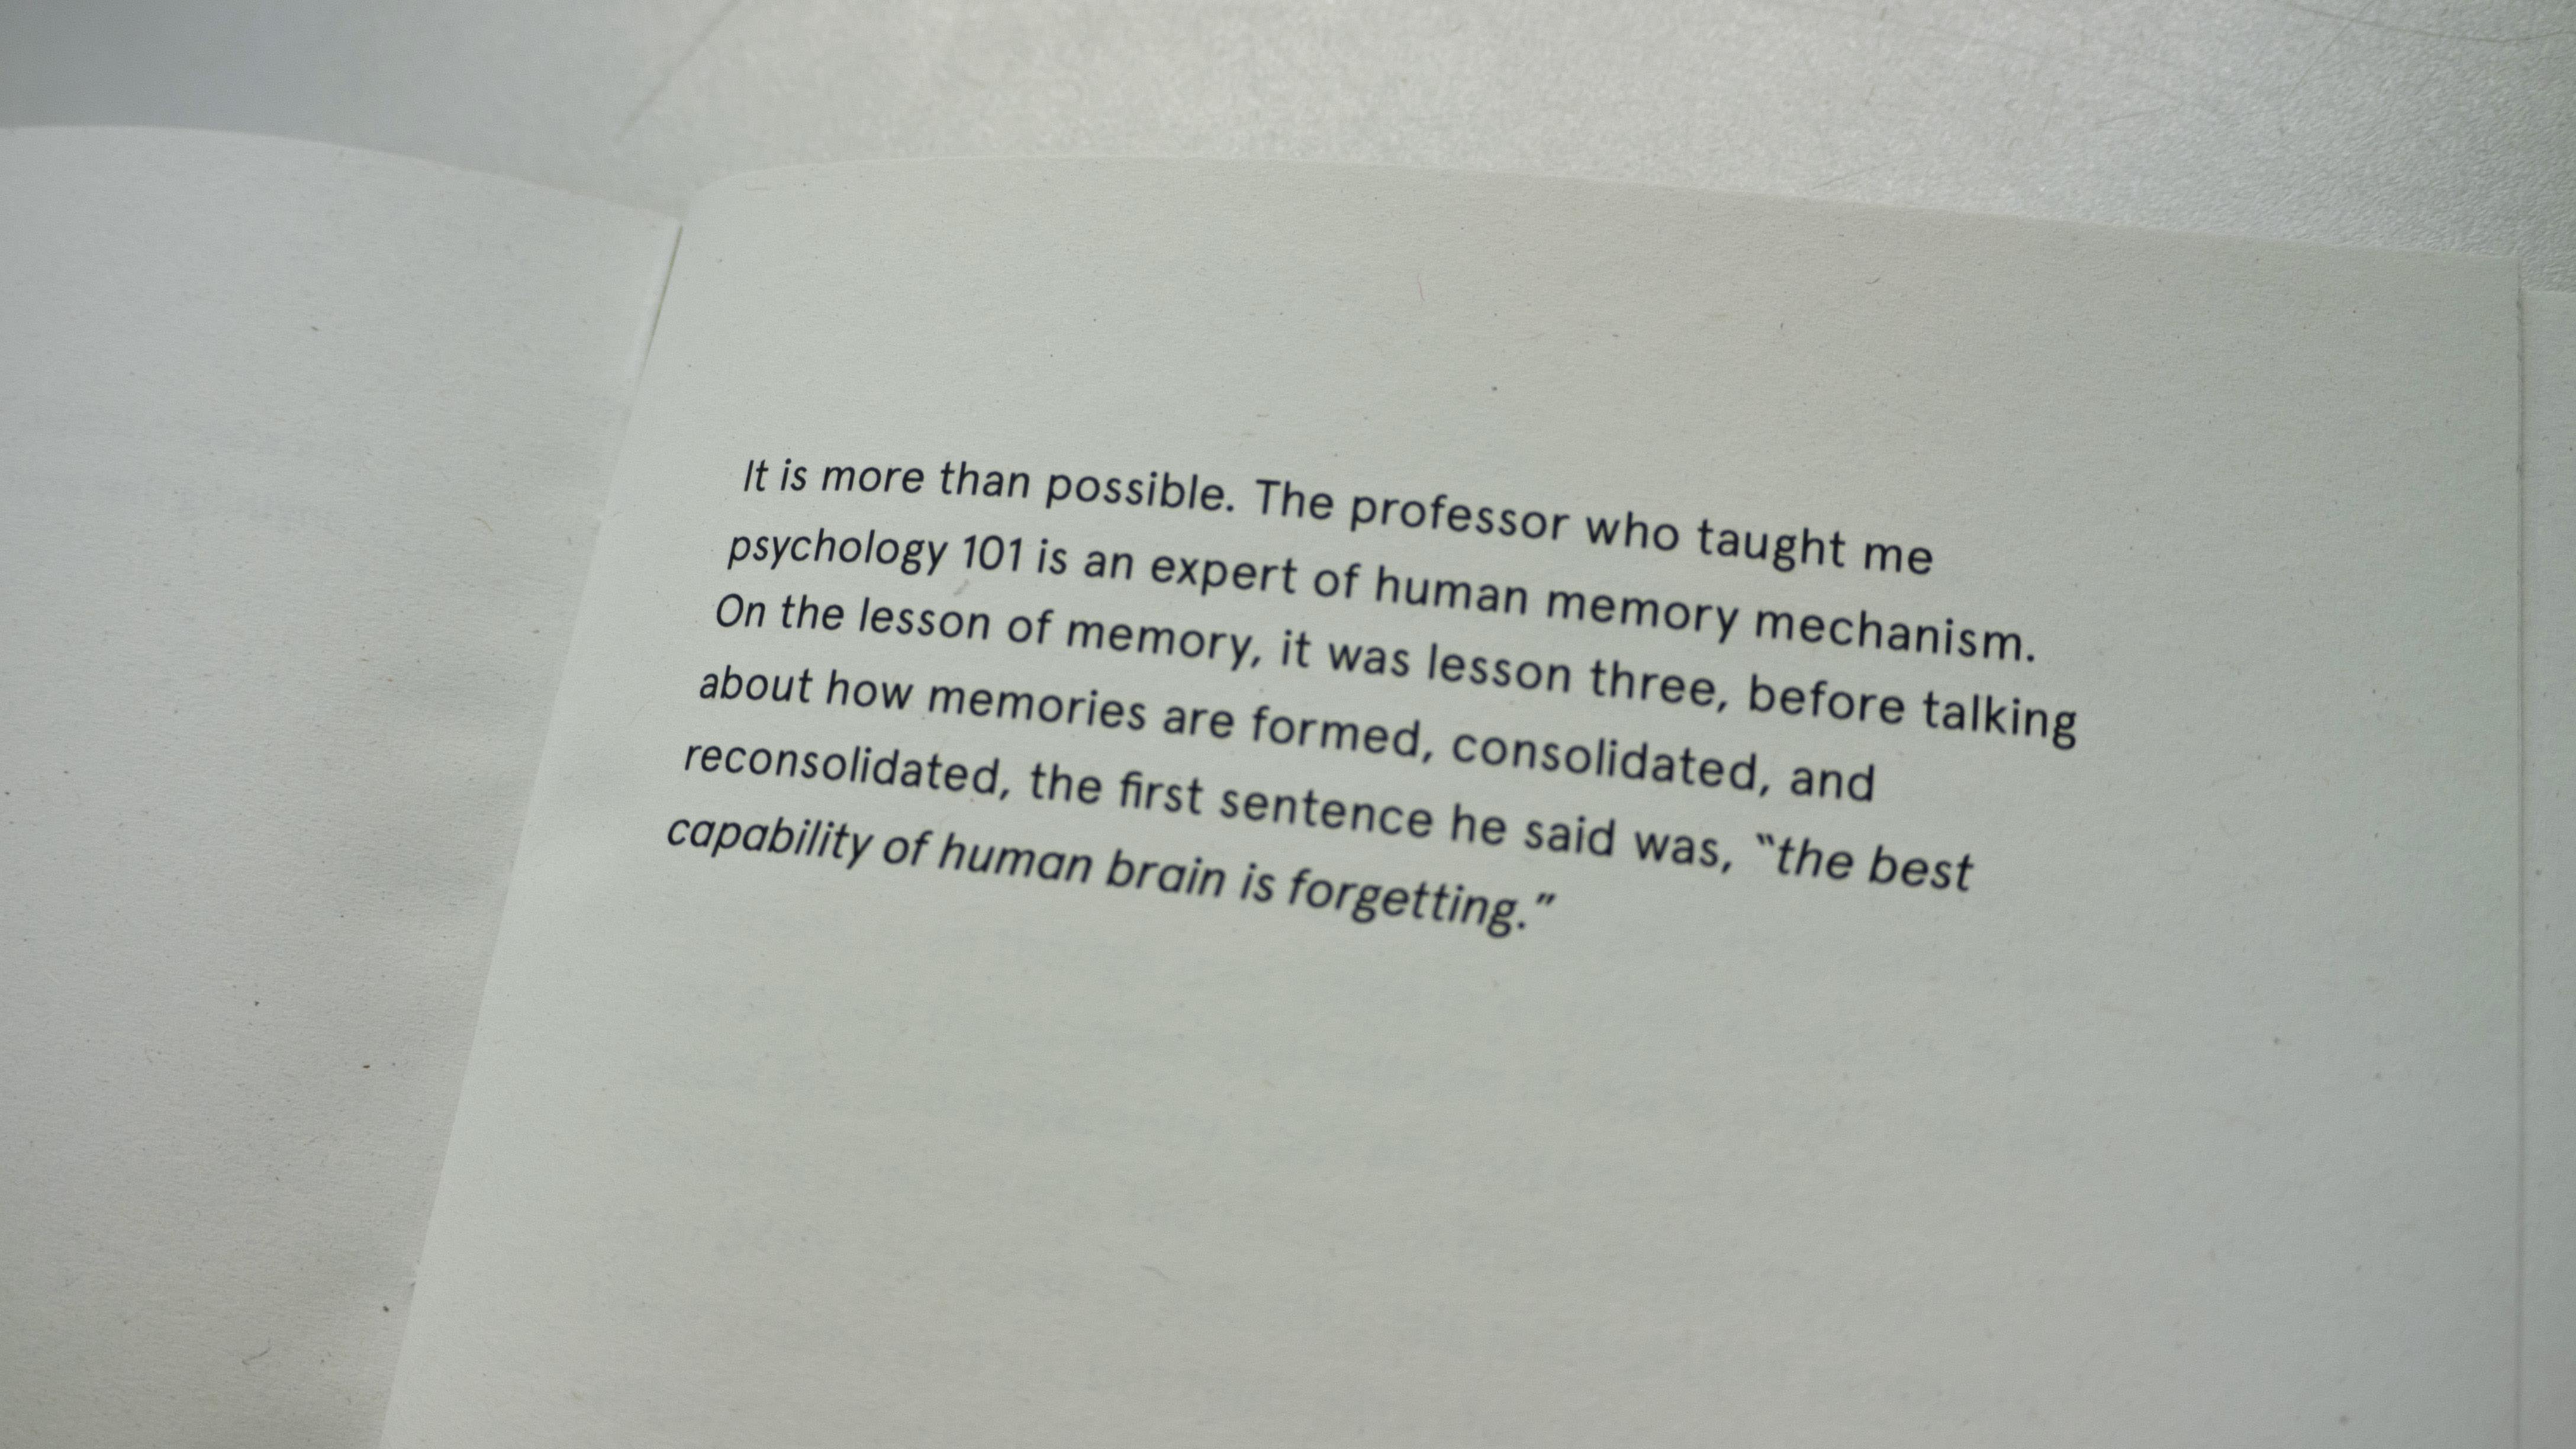 It is more than possible. The professor who taught me
psychology 101 is an expert of human memory mechanism.
On the lesson of memory, it was lesson three, before talking
about how memories are formed, consolidated, and
reconsolidated, the first sentence he said was, “the best
capability of human brain is forgetting.”